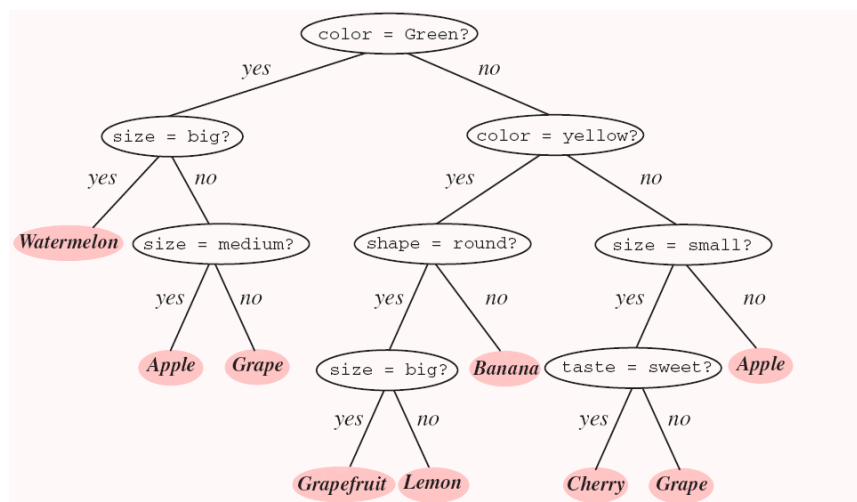 color = Green?
yes
no
size = big?
color = yellow?
yes
no
yes
no
Watermelon
size = medium?
shape = round?
size = small?
yes
no
yes
no
yes
no
Apple
Grape
size = big?
Banana
taste = sweet?
Apple
yes
no
yes
no
Grapefruit
Lemon
Cherry
Grape